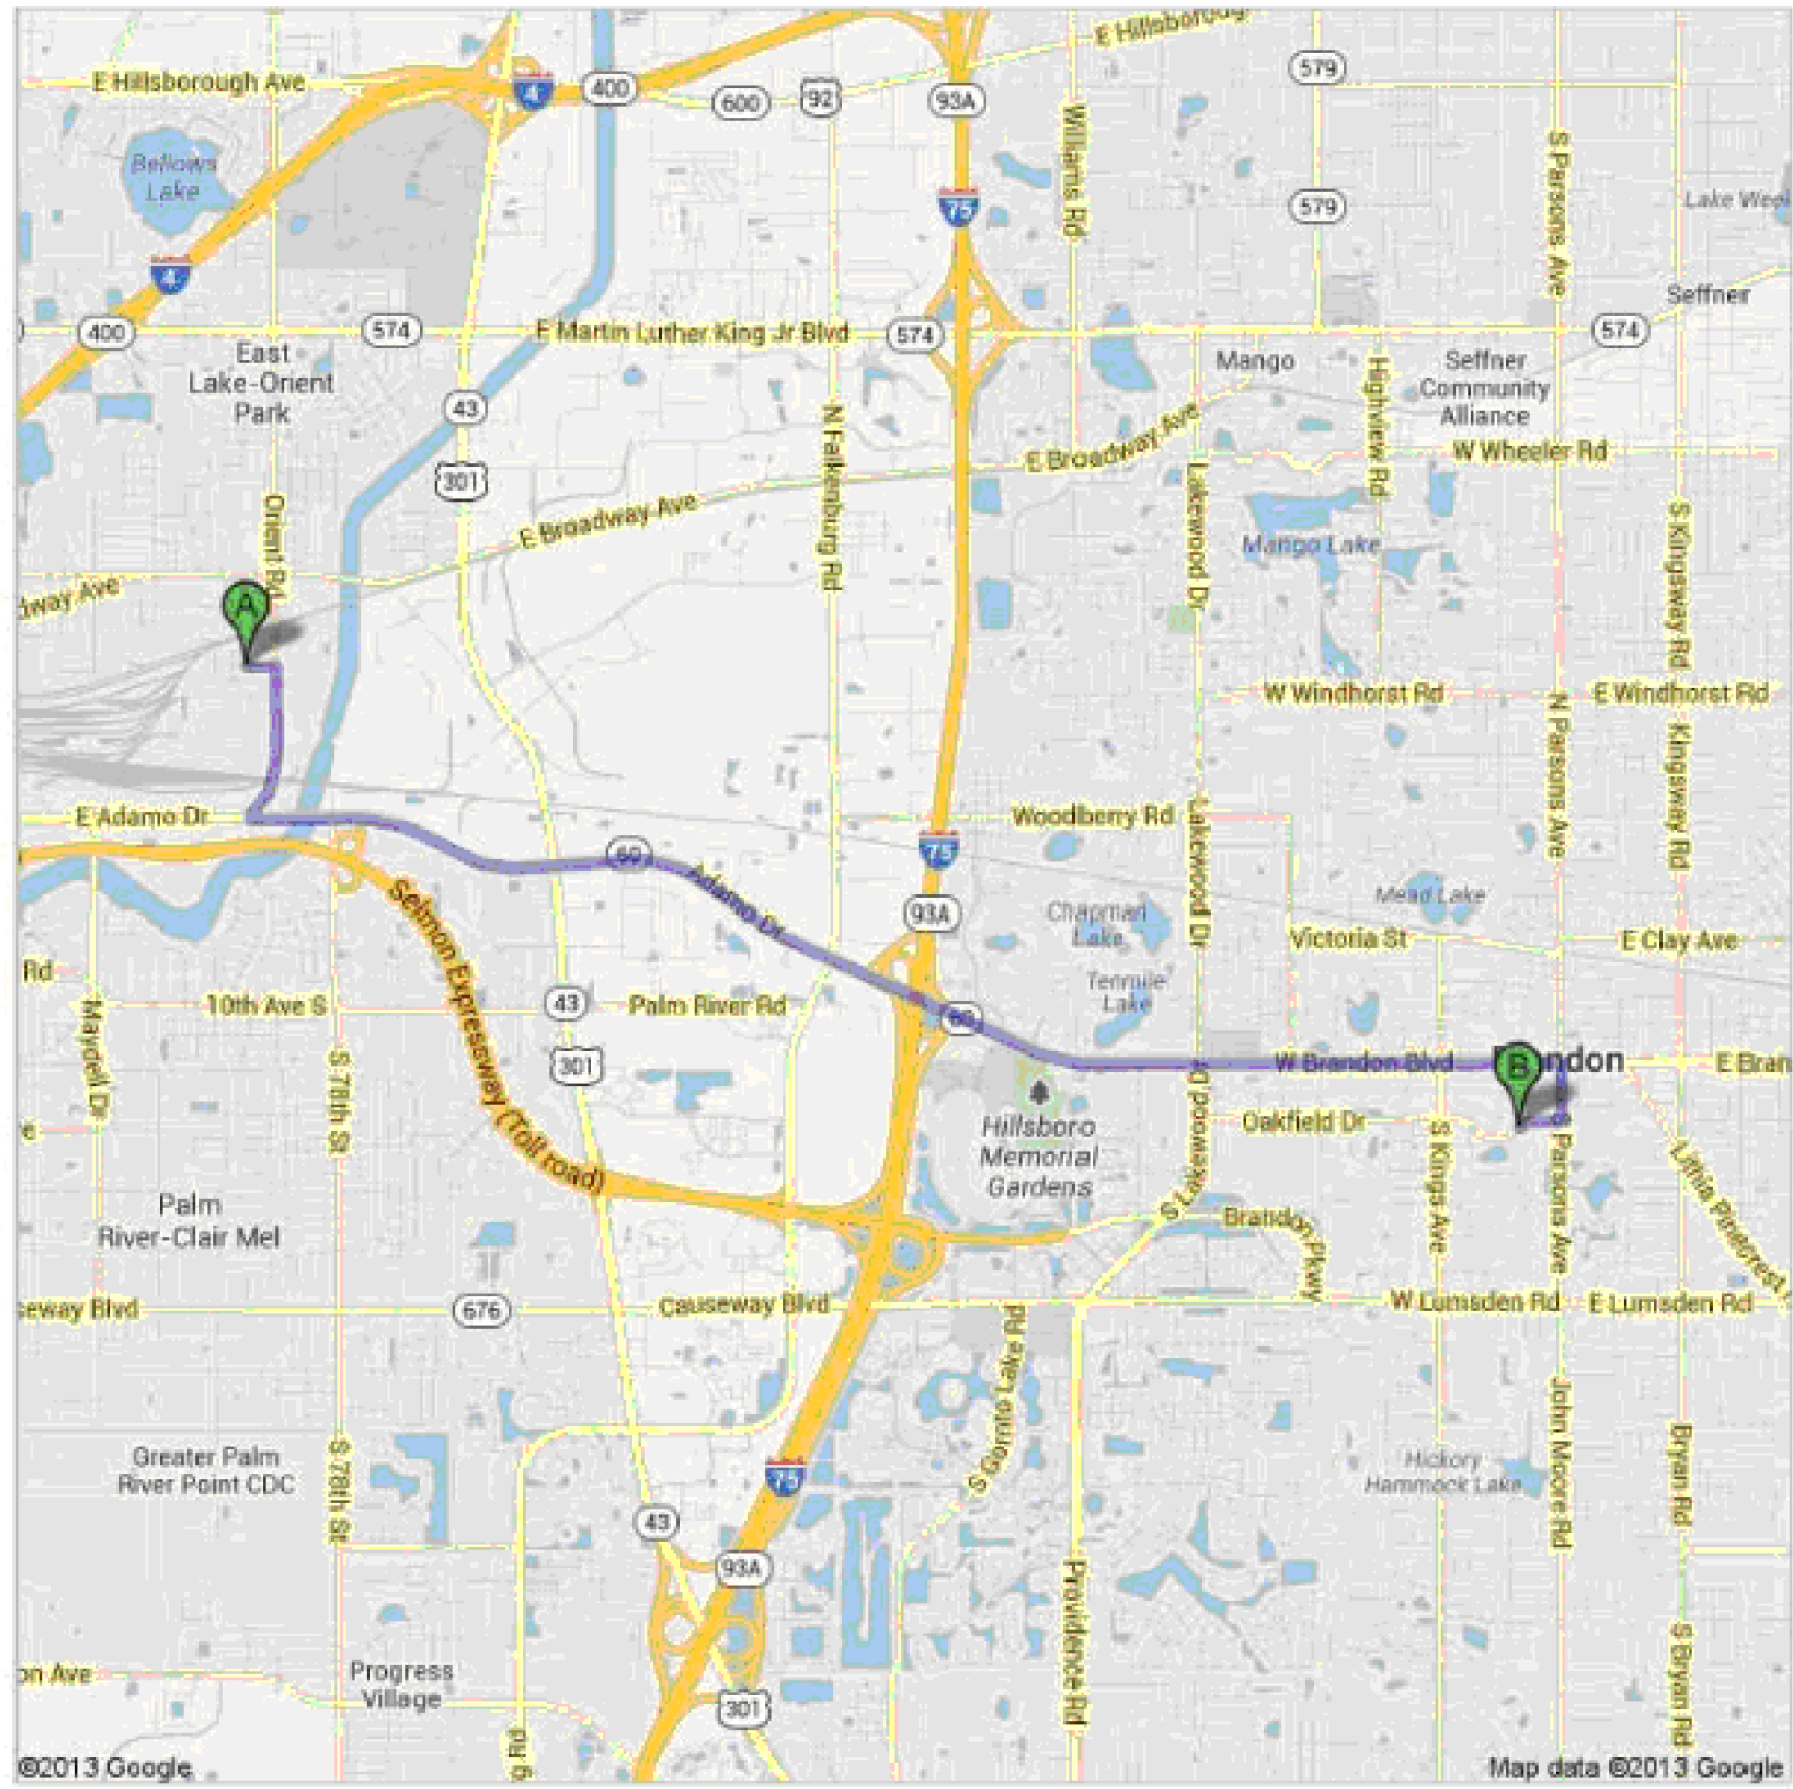 E Hillsborough Ave
4
400
600
92
93A
E Hillsboroug
579
Bellows
Lake
Williams Rd
75
579
S Parsons Ave
Lake Wee
4
Seffner
400
574
E Martin Luther King Jr Blvd
574
574
East
Lake-Orient
Park
Mango
Highview Rd
Seffner
Community
Alliance
43
N Falkenburg Rd
E Broadway Ave
W Wheeler Rd
301
Orient Rd
E Broadway Ave
Lakewood Dr
Mango Lake
S Kingsway Rd
dway Ave
A
W Windhorst Rd
E Windhorst Rd
N Parsons Ave
Kingsway Rd
E Adamo Dr
Woodberry Rd
Lakewood Dr
60
75
Adamo Dr
Selmon Expressway (Toll road)
93A
Chapman
Lake
Mead Lake
Victoria St
E Clay Ave
Rd
Tenmile
Lake
10th Ave S
43
Palm River Rd
60
Maydell Dr
S 78th St
301
W Brandon Blvd
B
ndon
E Bran
Hillsboro
Memorial
Gardens
Oakfield Dr
S Kings Ave
S Lakewood Dr
Parsons Ave
Lithia Pinecrest
Palm
River-Clair Mel
Brandon Pkwy
seway Blvd
676
Causeway Blvd
W Lumsden Rd
E Lumsden Rd
S Gornto Lake Rd
John Moore Rd
Bryan Rd
Greater Palm
River Point CDC
S 78th St
75
Hickory
Hammock Lake
43
93A
Providence Rd
S Bryan Rd
on Ave
Progress
Village
301
©2013 Google
Map data ©2013 Google